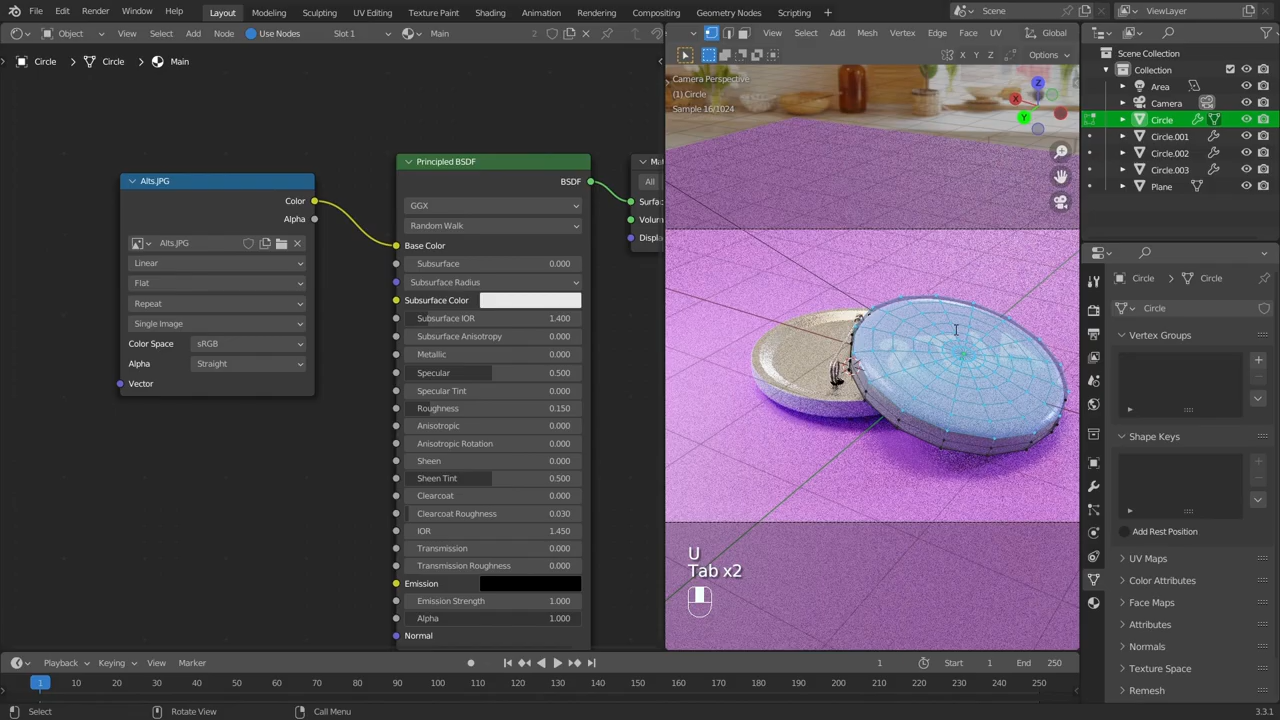 File Edit Render Window Help Layout Modeling Sculpting UV Editing Texture Paint Shading Animation Rendering Compositing Geometry Nodes Scripting + Scene ViewLayer
Object View Select Add Node Use Nodes Slot 1 Main 2 View Select Add Mesh Vertex Edge Face UV Global
X Y Z Options
Circle > Circle > Main
Camera Perspective
(1) Circle
Sample 16/1024
Z
X
Y
Scene Collection
Collection
Area
Camera
Circle
Circle.001
Circle.002
Circle.003
Plane
Alts.JPG
Color
Alpha
Alts.JPG
Linear
Flat
Repeat
Single Image
Color Space sRGB
Alpha Straight
Vector
Principled BSDF
BSDF
GGX
Random Walk
Base Color
Subsurface 0.000
Subsurface Radius
Subsurface Color
Subsurface IOR 1.400
Subsurface Anisotropy 0.000
Metallic 0.000
Specular 0.500
Specular Tint 0.000
Roughness 0.150
Anisotropic 0.000
Anisotropic Rotation 0.000
Sheen 0.000
Sheen Tint 0.500
Clearcoat 0.000
Clearcoat Roughness 0.030
IOR 1.450
Transmission 0.000
Transmission Roughness 0.000
Emission
Emission Strength 1.000
Alpha 1.000
Normal
Mat
All
Surfac
Volum
Displ
U
Tab x2
Circle > Circle
Circle
Vertex Groups
Shape Keys
Add Rest Position
UV Maps
Color Attributes
Face Maps
Attributes
Normals
Texture Space
Remesh
Playback Keying View Marker 1 Start 1 End 250
1 10 20 30 40 50 60 70 80 90 100 110 120 130 140 150 160 170 180 190 200 210 220 230 240 250
Select Rotate View Call Menu 3.3.1